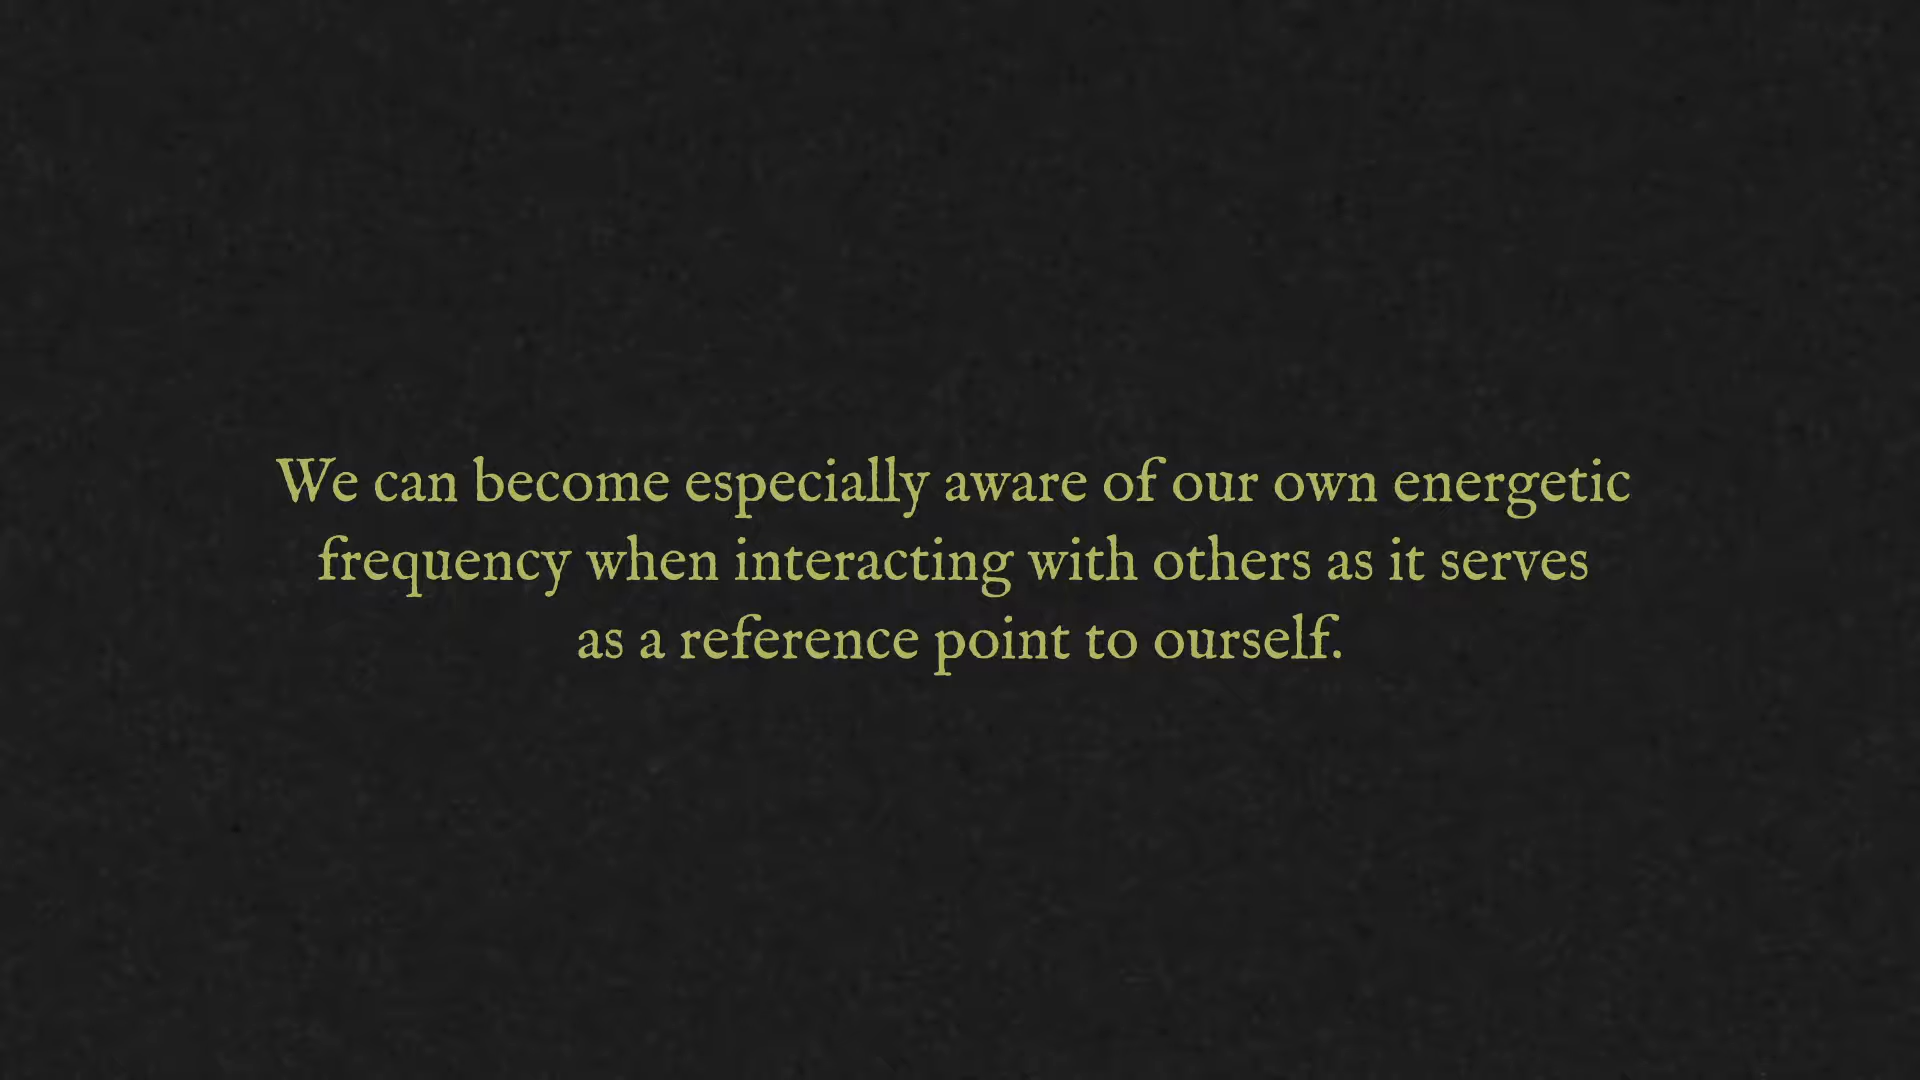 We can become especially aware of our own energetic
frequency when interacting with others as it serves
as a reference point to ourself.